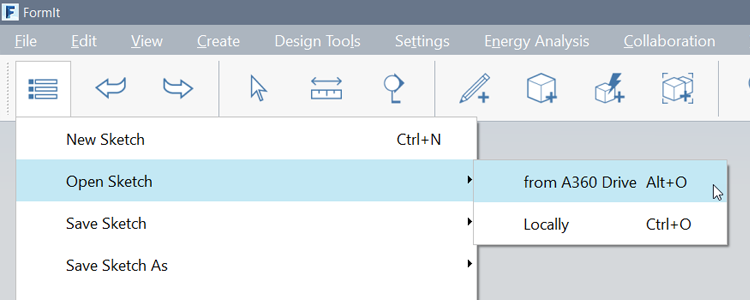 F FormIt
File Edit View Create Design Tools Settings Energy Analysis Collaboration
New Sketch Ctrl+N
Open Sketch
from A360 Drive Alt+O
Save Sketch
Locally Ctrl+O
Save Sketch As